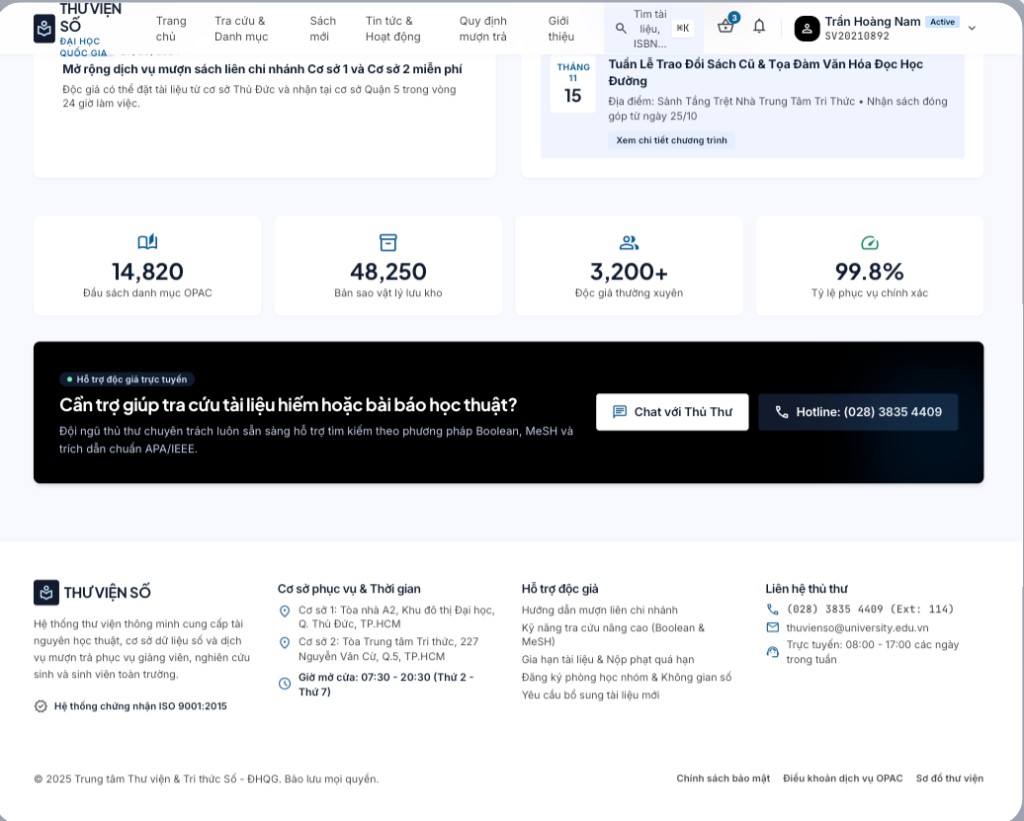 THƯ VIỆN SỐ
ĐẠI HỌC QUỐC GIA
Trang chủ
Tra cứu & Danh mục
Sách mới
Tin tức & Hoạt động
Quy định mượn trả
Giới thiệu
Tìm tài liệu, ISBN...
⌘K
3
Trần Hoàng Nam
Active
SV20210892
Mở rộng dịch vụ mượn sách liên chi nhánh Cơ sở 1 và Cơ sở 2 miễn phí
Độc giả có thể đặt tài liệu từ cơ sở Thủ Đức và nhận tại cơ sở Quận 5 trong vòng
24 giờ làm việc.
THÁNG
11
15
Tuần Lễ Trao Đổi Sách Cũ & Tọa Đàm Văn Hóa Đọc Học
Đường
Địa điểm: Sảnh Tầng Trệt Nhà Trung Tâm Tri Thức • Nhận sách đóng
góp từ ngày 25/10
Xem chi tiết chương trình
14,820
Đầu sách danh mục OPAC
48,250
Bản sao vật lý lưu kho
3,200+
Độc giả thường xuyên
99.8%
Tỷ lệ phục vụ chính xác
Hỗ trợ độc giả trực tuyến
Cần trợ giúp tra cứu tài liệu hiếm hoặc bài báo học thuật?
Đội ngũ thủ thư chuyên trách luôn sẵn sàng hỗ trợ tìm kiếm theo phương pháp Boolean, MeSH và
trích dẫn chuẩn APA/IEEE.
Chat với Thủ Thư
Hotline: (028) 3835 4409
THƯ VIỆN SỐ
Hệ thống thư viện thông minh cung cấp tài
nguyên học thuật, cơ sở dữ liệu số và dịch
vụ mượn trả phục vụ giảng viên, nghiên cứu
sinh và sinh viên toàn trường.
Hệ thống chứng nhận ISO 9001:2015
Cơ sở phục vụ & Thời gian
Cơ sở 1: Tòa nhà A2, Khu đô thị Đại học,
Q. Thủ Đức, TP.HCM
Cơ sở 2: Tòa Trung tâm Tri thức, 227
Nguyễn Văn Cừ, Q.5, TP.HCM
Giờ mở cửa: 07:30 - 20:30 (Thứ 2 -
Thứ 7)
Hỗ trợ độc giả
Hướng dẫn mượn liên chi nhánh
Kỹ năng tra cứu nâng cao (Boolean &
MeSH)
Gia hạn tài liệu & Nộp phạt quá hạn
Đăng ký phòng học nhóm & Không gian số
Yêu cầu bổ sung tài liệu mới
Liên hệ thủ thư
(028) 3835 4409 (Ext: 114)
thuvienso@university.edu.vn
Trực tuyến: 08:00 - 17:00 các ngày
trong tuần
© 2025 Trung tâm Thư viện & Tri thức Số - ĐHQG. Bảo lưu mọi quyền.
Chính sách bảo mật
Điều khoản dịch vụ OPAC
Sơ đồ thư viện